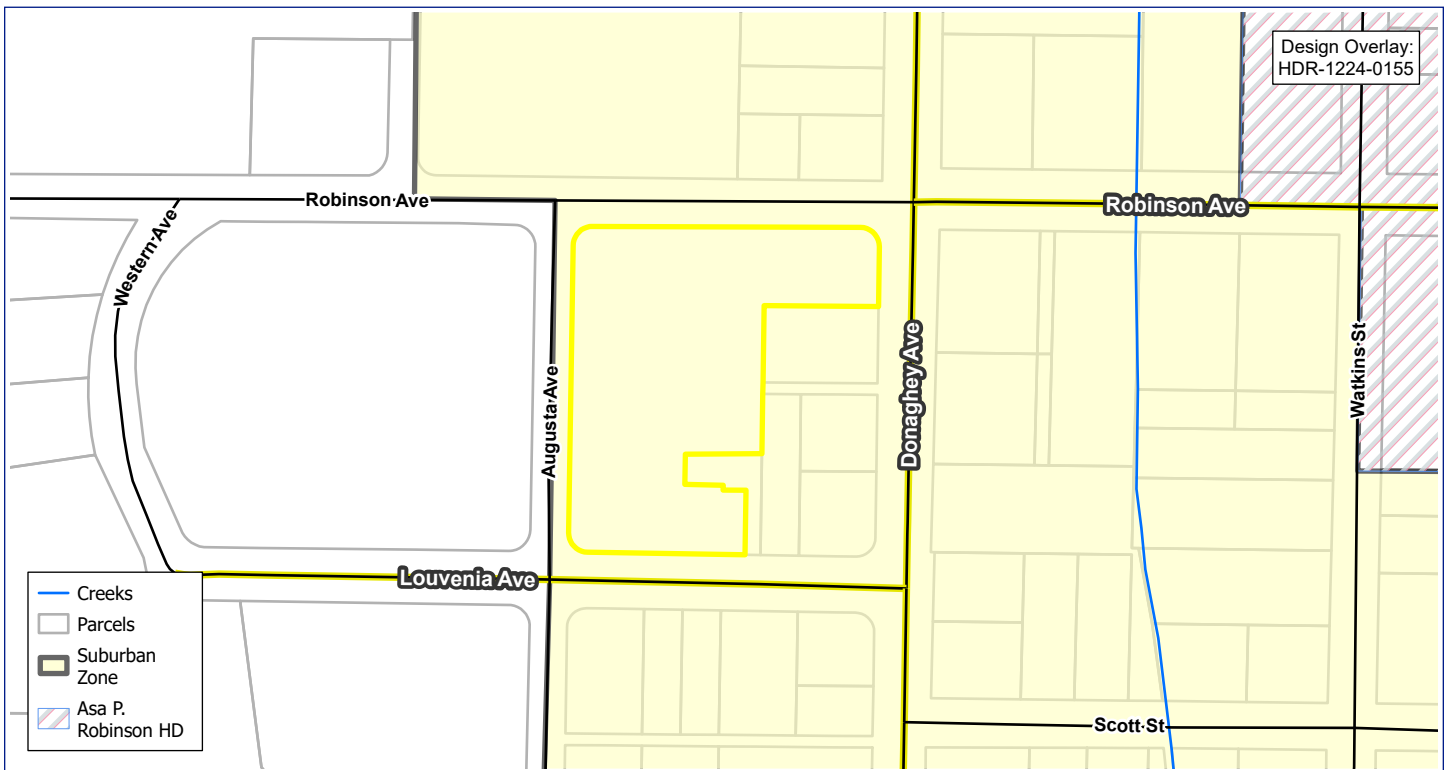 Design Overlay:
HDR-1224-0155
Robinson Ave
Robinson Ave
Western Ave
Augusta Ave
Donaghey Ave
Watkins St
Louvenia Ave
Scott St
Creeks
Parcels
Suburban
Zone
Asa P.
Robinson HD